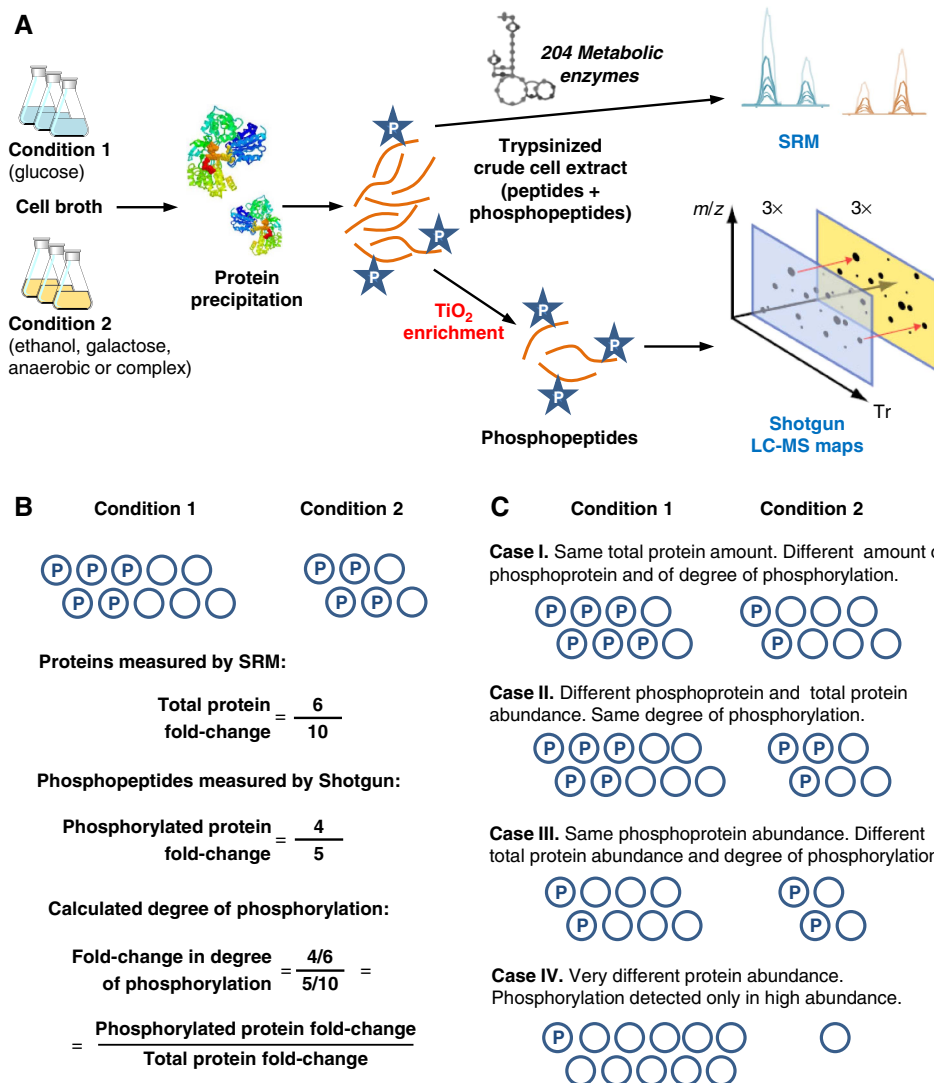 A
204 Metabolic
enzymes
Condition 1
(glucose)
Cell broth
Condition 2
(ethanol, galactose,
anaerobic or complex)
Protein
precipitation
P
P
P
Trypsinized
crude cell extract
(peptides +
phosphopeptides)
SRM
TiO2
enrichment
P
P
P
Phosphopeptides
m/z
3×
3×
Tr
Shotgun
LC-MS maps
B
Condition 1
Condition 2
P P P
P P
P P
P P
Proteins measured by SRM:
Total protein
fold-change
= 6
10
Phosphopeptides measured by Shotgun:
Phosphorylated protein
fold-change
= 4
5
Calculated degree of phosphorylation:
Fold-change in degree
of phosphorylation
= 4/6 =
5/10
= Phosphorylated protein fold-change
Total protein fold-change
C
Condition 1
Condition 2
Case I. Same total protein amount. Different amount
phosphoprotein and of degree of phosphorylation.
P P P
P P P
P
P
Case II. Different phosphoprotein and total protein
abundance. Same degree of phosphorylation.
P P P
P P
P P
P
Case III. Same phosphoprotein abundance. Different
total protein abundance and degree of phosphorylation
P
P
P
P
Case IV. Very different protein abundance.
Phosphorylation detected only in high abundance.
P